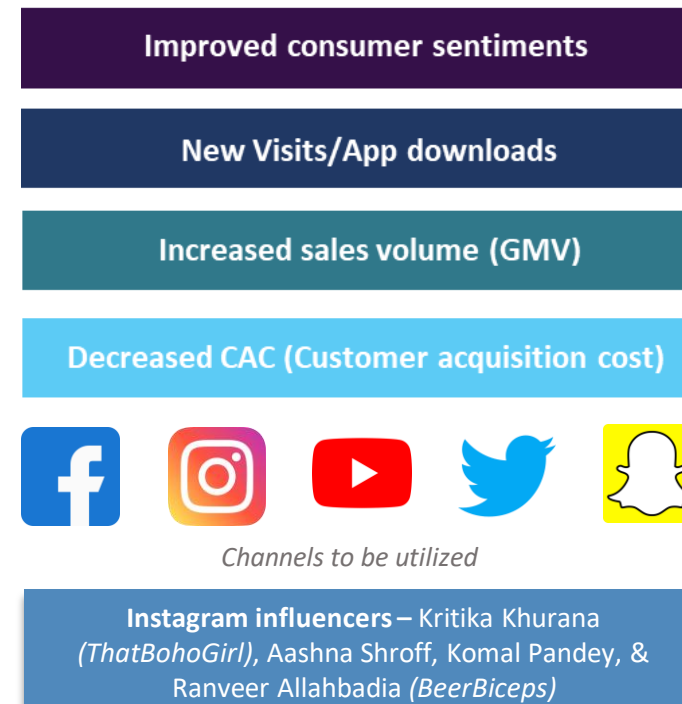 Improved consumer sentiments
New Visits/App downloads
Increased sales volume (GMV)
Decreased CAC (Customer acquisition cost)
Channels to be utilized
Instagram influencers – Kritika Khurana
(ThatBohoGirl), Aashna Shroff, Komal Pandey, &
Ranveer Allahbadia (BeerBiceps)